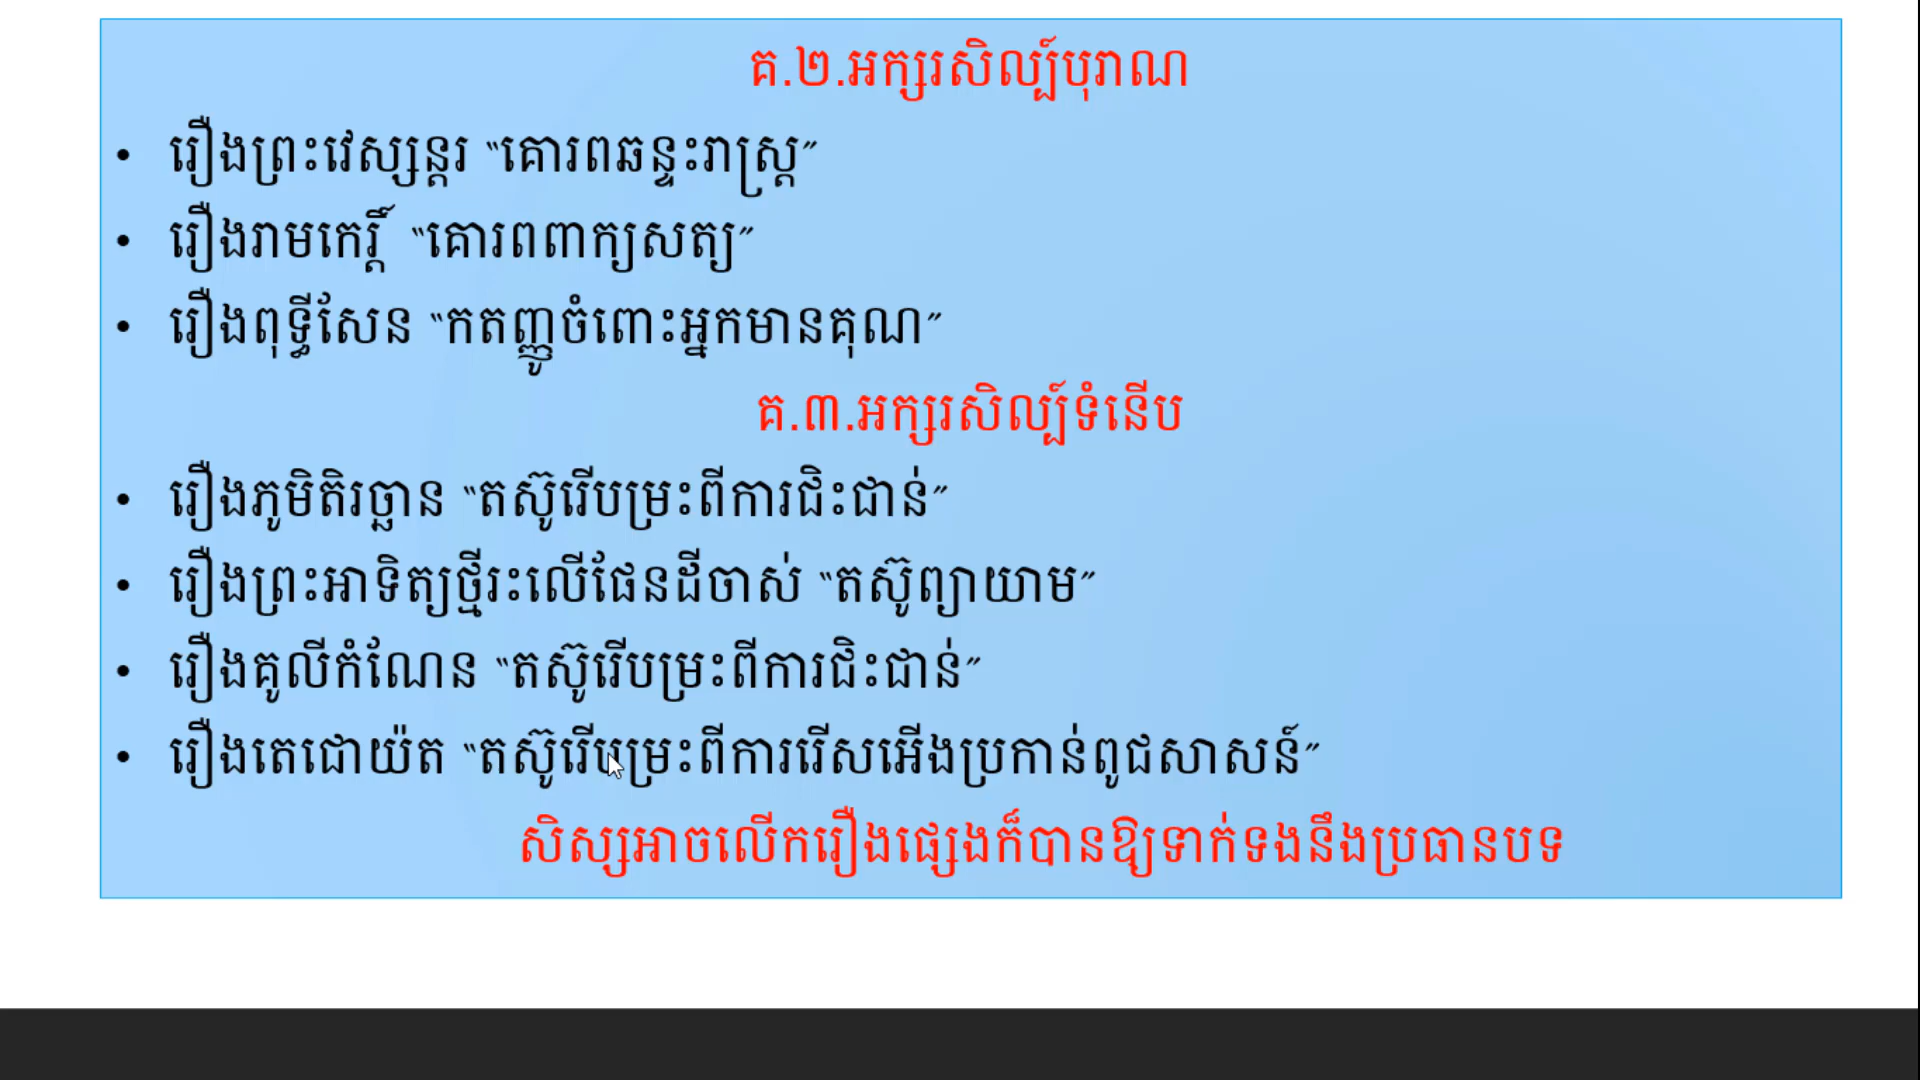 គ.២.អក្សរសិល្ប៍បុរាណ
• រឿងព្រះវេស្សន្តរ “គោរពឆន្ទះរាស្ត្រ”
• រឿងរាមកេរ្តិ៍ “គោរពពាក្យសត្យ”
• រឿងពុទ្ធិសែន “កតញ្ញូចំពោះអ្នកមានគុណ”
គ.៣.អក្សរសិល្ប៍ទំនើប
• រឿងភូមិតិរច្ឆាន “តស៊ូរើបម្រះពីការជិះជាន់”
• រឿងព្រះអាទិត្យថ្មីរះលើផែនដីចាស់ “តស៊ូព្យាយាម”
• រឿងគូលីកំណែន “តស៊ូរើបម្រះពីការជិះជាន់”
• រឿងតេជោយ៉ត “តស៊ូរើបម្រះពីការរើសអើងប្រកាន់ពូជសាសន៍”
សិស្សអាចលើករឿងផ្សេងក៏បានឱ្យទាក់ទងនឹងប្រធានបទ